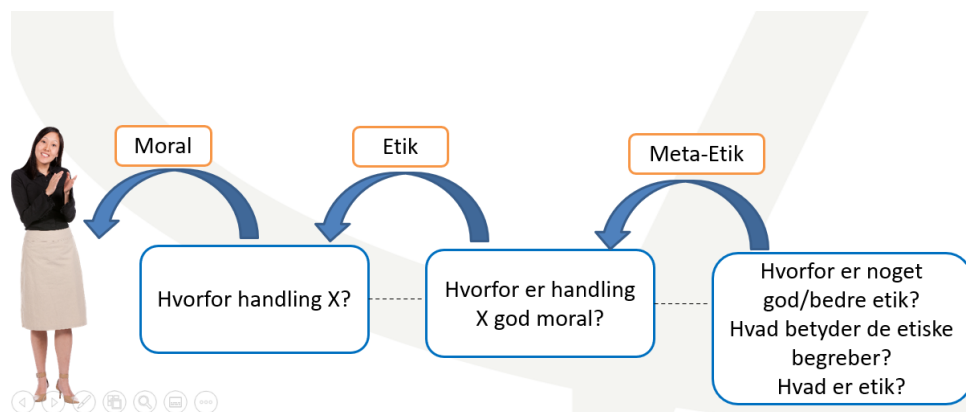 Moral
Etik
Meta-Etik
Hvorfor handling X?
Hvorfor er handling
X god moral?
Hvorfor er noget
god/bedre etik?
Hvad betyder de etiske
begreber?
Hvad er etik?